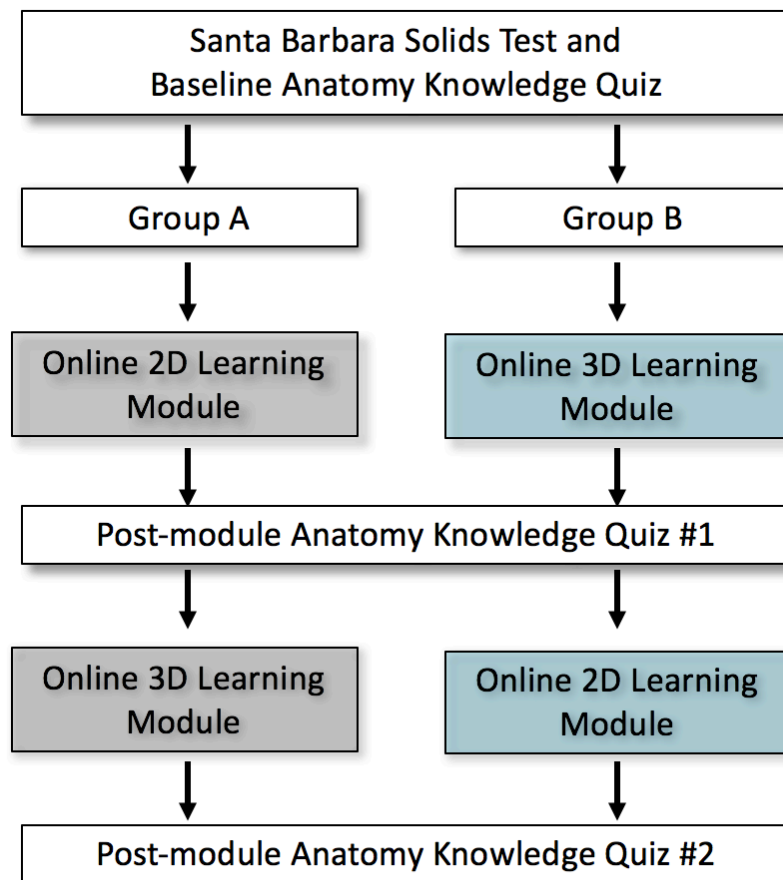 Santa Barbara Solids Test and
Baseline Anatomy Knowledge Quiz
Group A
Group B
Online 2D Learning
Module
Online 3D Learning
Module
Post-module Anatomy Knowledge Quiz #1
Online 3D Learning
Module
Online 2D Learning
Module
Post-module Anatomy Knowledge Quiz #2